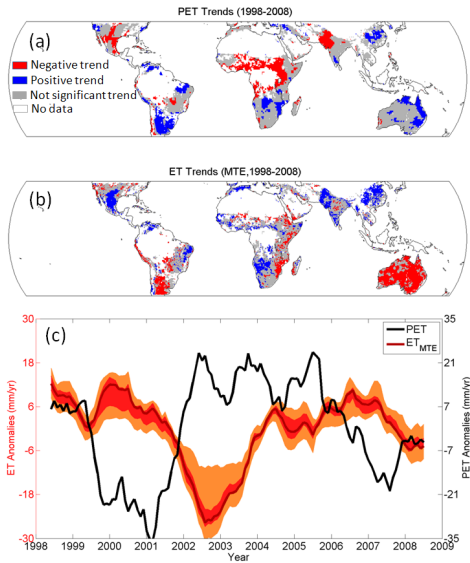 PET Trends (1998-2008)
(a)
Negative trend
Positive trend
Not significant trend
No data
ET Trends (MTE,1998-2008)
(b)
(c)
PET
ETMTE
30
18
6
-6
-18
-30
ET Anomalies (mm/yr)
35
21
7
-7
-21
-35
PET Anomalies (mm/yr)
1998 1999 2000 2001 2002 2003 2004 2005 2006 2007 2008 2009
Year